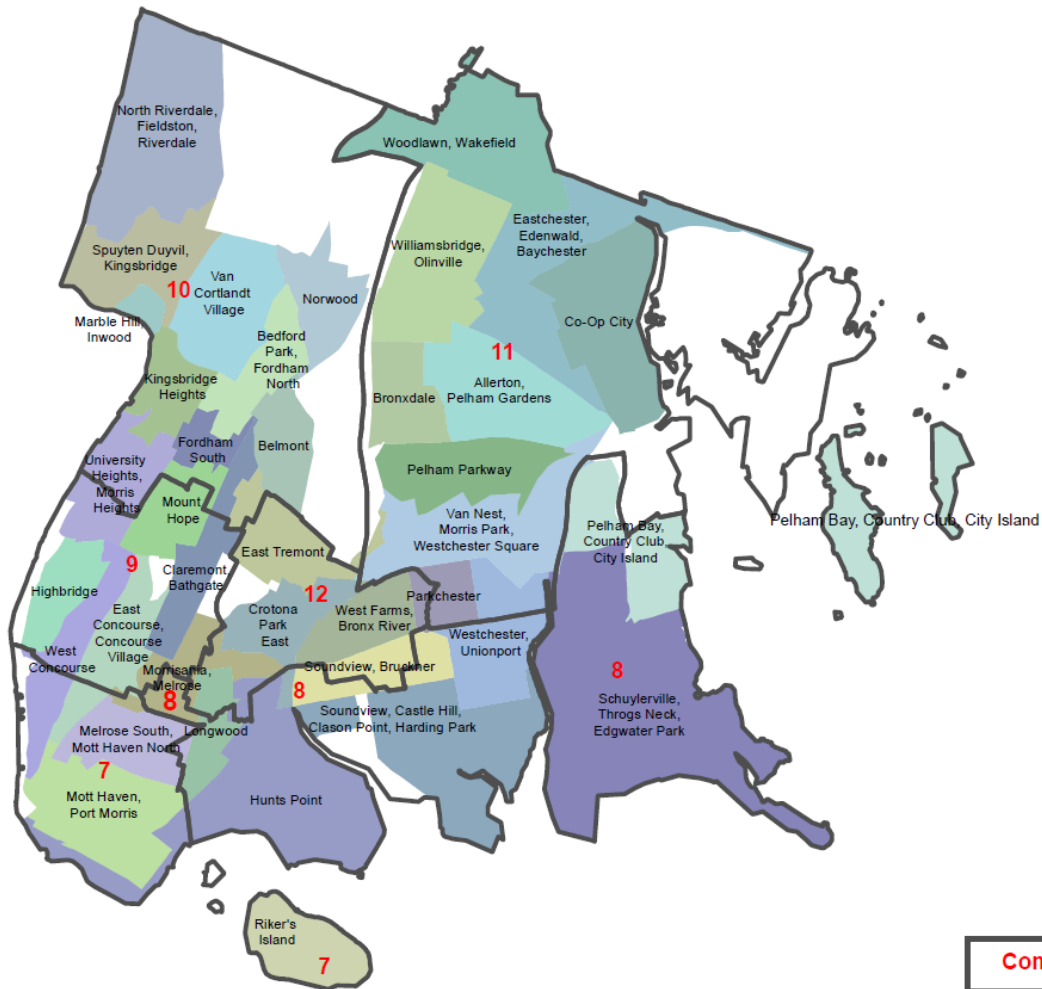 North Riverdale,
Fieldston,
Riverdale
Woodlawn, Wakefield
Spuyten Duyvil,
Kingsbridge
10
Van
Cortlandt
Village
Norwood
Williamsbridge,
Olinville
Eastchester,
Edenwald,
Baychester
Co-Op City
Marble Hill,
Inwood
Bedford
Park,
Fordham
North
11
Kingsbridge
Heights
Bronxdale
Allerton,
Pelham Gardens
Fordham
South
Belmont
University
Heights,
Morris
Heights
Mount
Hope
Pelham Parkway
Van Nest,
Morris Park,
Westchester Square
Pelham Bay,
Country Club,
City Island
Pelham Bay, Country Club, City Island
East Tremont
9
Claremont
Bathgate
Highbridge
12
Parkchester
East
Concourse,
Concourse
Village
Crotona
Park
East
West Farms,
Bronx River
Westchester,
Unionport
West
Concourse
Morrisania,
Melrose
8
Soundview, Bruckner
8
8
Schuylerville,
Throgs Neck,
Edgwater Park
Soundview, Castle Hill,
Clason Point, Harding Park
Melrose South,
Mott Haven North
Longwood
7
Mott Haven,
Port Morris
Hunts Point
Riker's
Island
7
Con